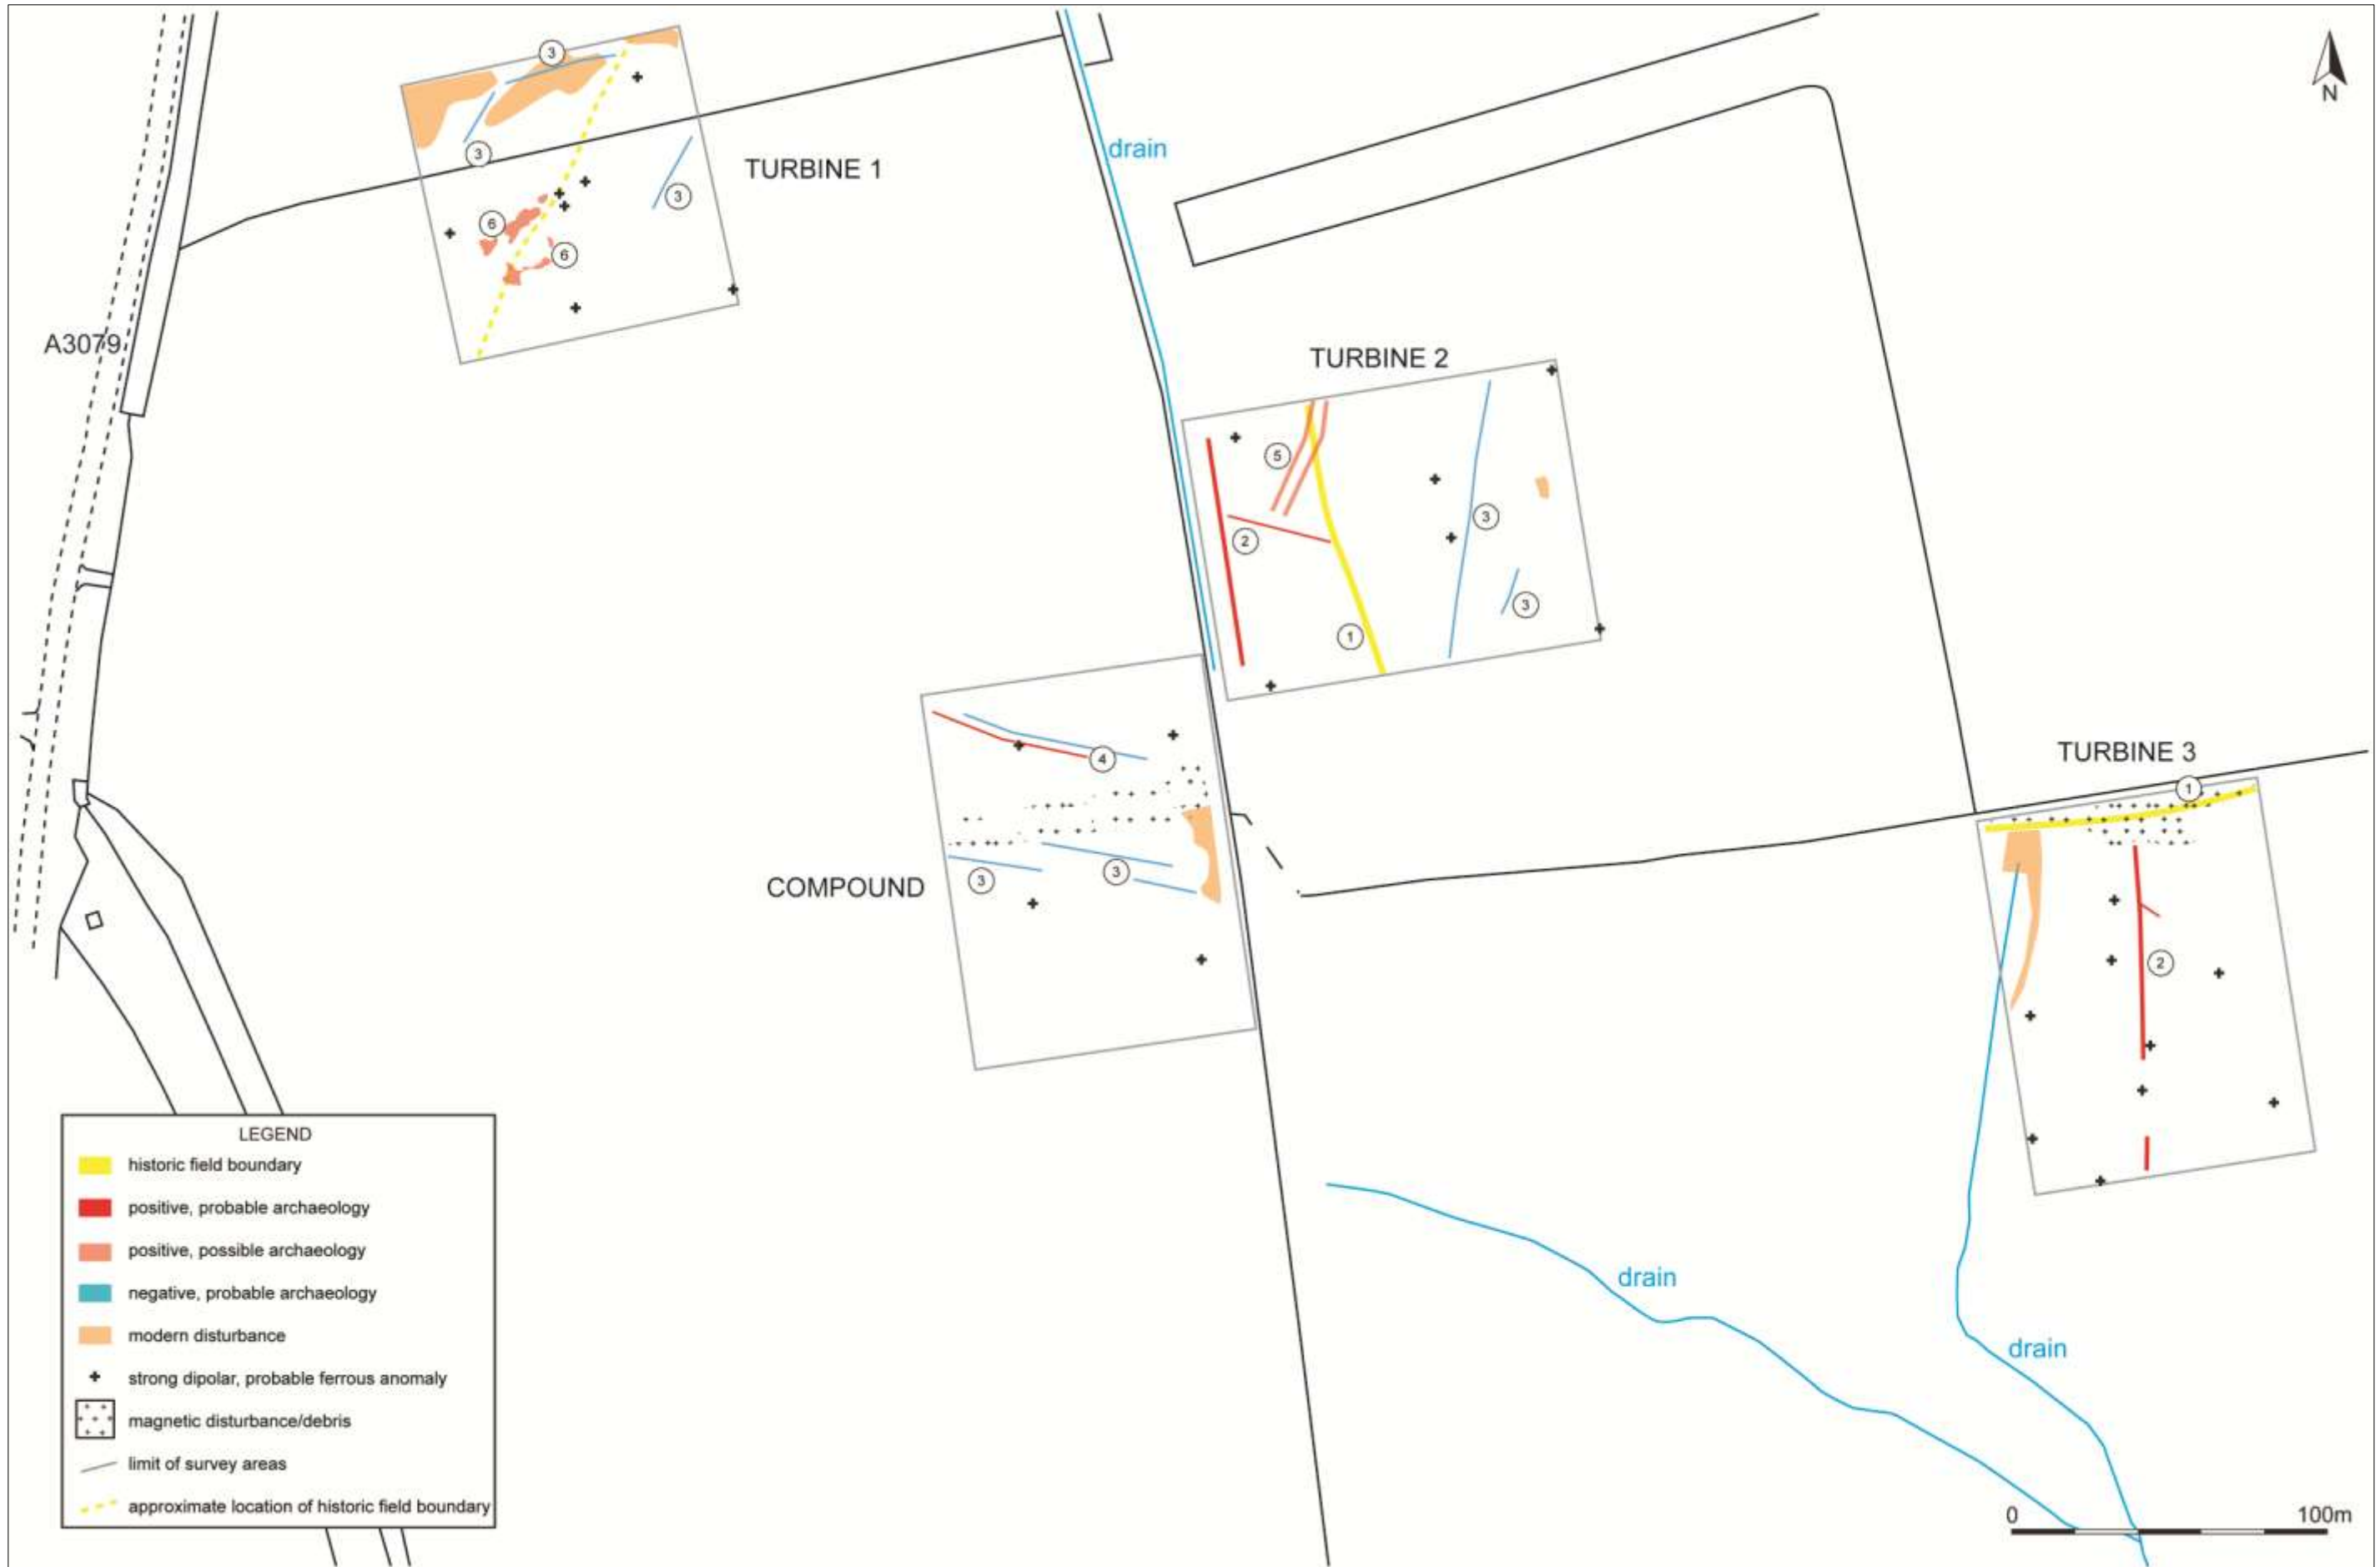 N
3
drain
TURBINE 1
3
3
6
6
A3079
TURBINE 2
5
3
2
3
1
TURBINE 3
4
1
COMPOUND
3
3
2
LEGEND
historic field boundary
positive, probable archaeology
positive, possible archaeology
negative, probable archaeology
modern disturbance
strong dipolar, probable ferrous anomaly
magnetic disturbance/debris
limit of survey areas
approximate location of historic field boundary
drain
drain
0 100m